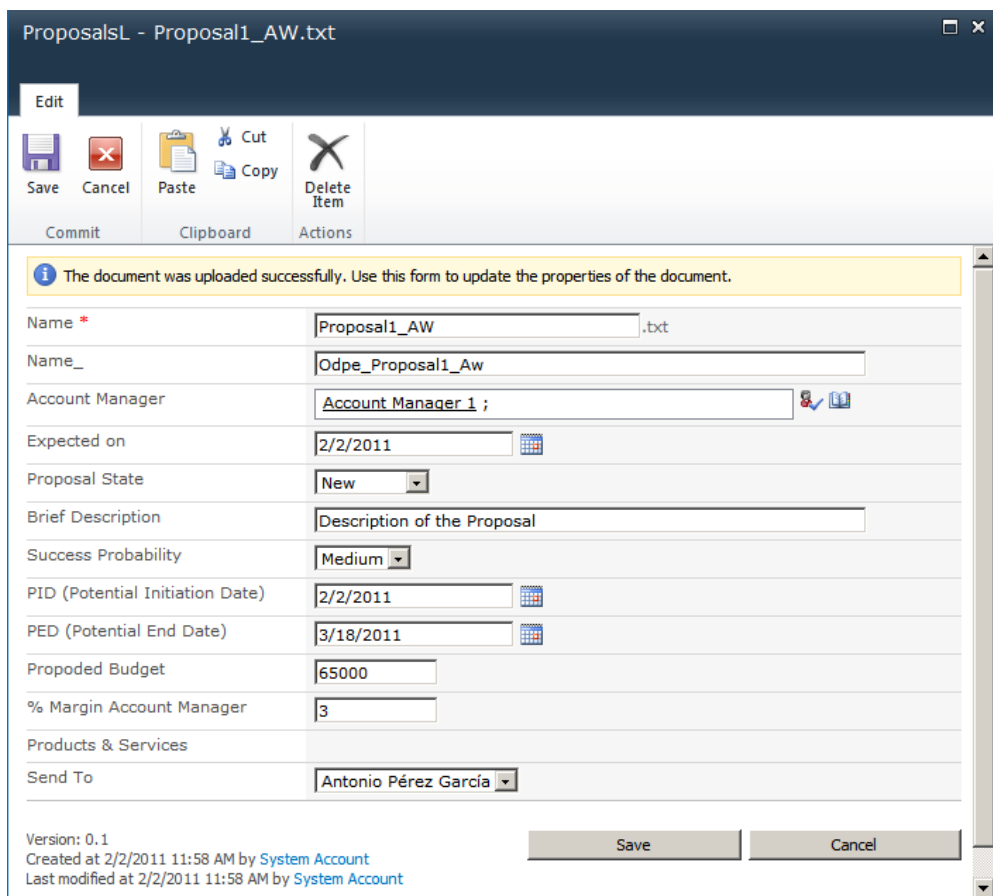 ProposalsL - Proposal1_AW.txt
Edit
Save
Cancel
Paste
Cut
Copy
Delete
Item
Commit
Clipboard
Actions
The document was uploaded successfully. Use this form to update the properties of the document.
Name * Proposal1_AW .txt
Name_ Odpe_Proposal1_Aw
Account Manager Account Manager 1 ;
Expected on 2/2/2011
Proposal State New
Brief Description Description of the Proposal
Success Probability Medium
PID (Potential Initiation Date) 2/2/2011
PED (Potential End Date) 3/18/2011
Propoded Budget 65000
% Margin Account Manager 3
Products & Services
Send To Antonio Pérez García
Version: 0.1
Created at 2/2/2011 11:58 AM by System Account
Last modified at 2/2/2011 11:58 AM by System Account
Save
Cancel